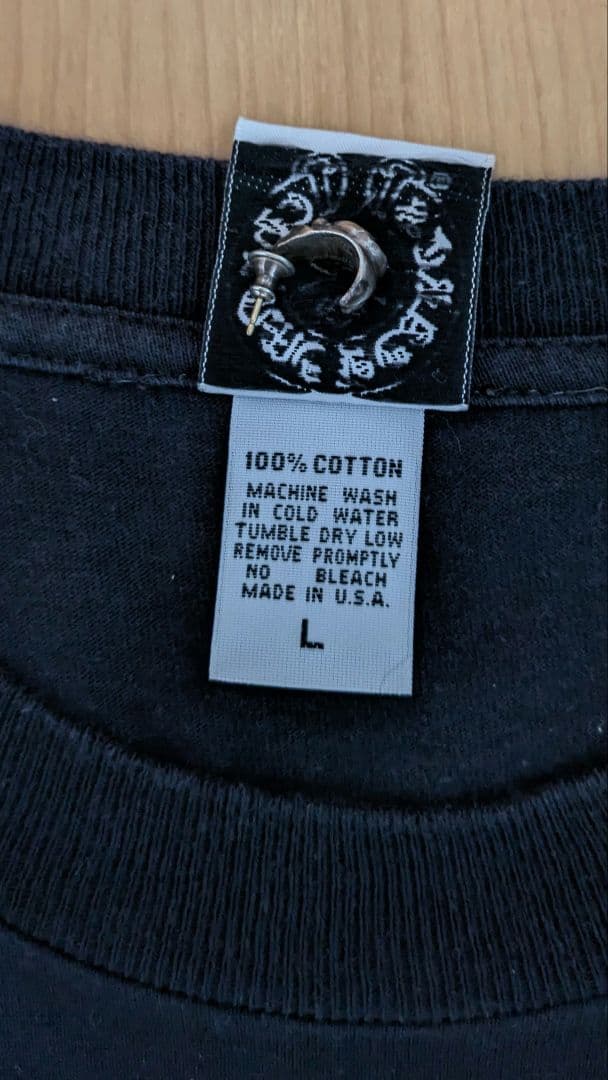 100% COTTON
MACHINE WASH
IN COLD WATER
TUMBLE DRY LOW
REMOVE PROMPTLY
NO BLEACH
MADE IN U.S.A.
L